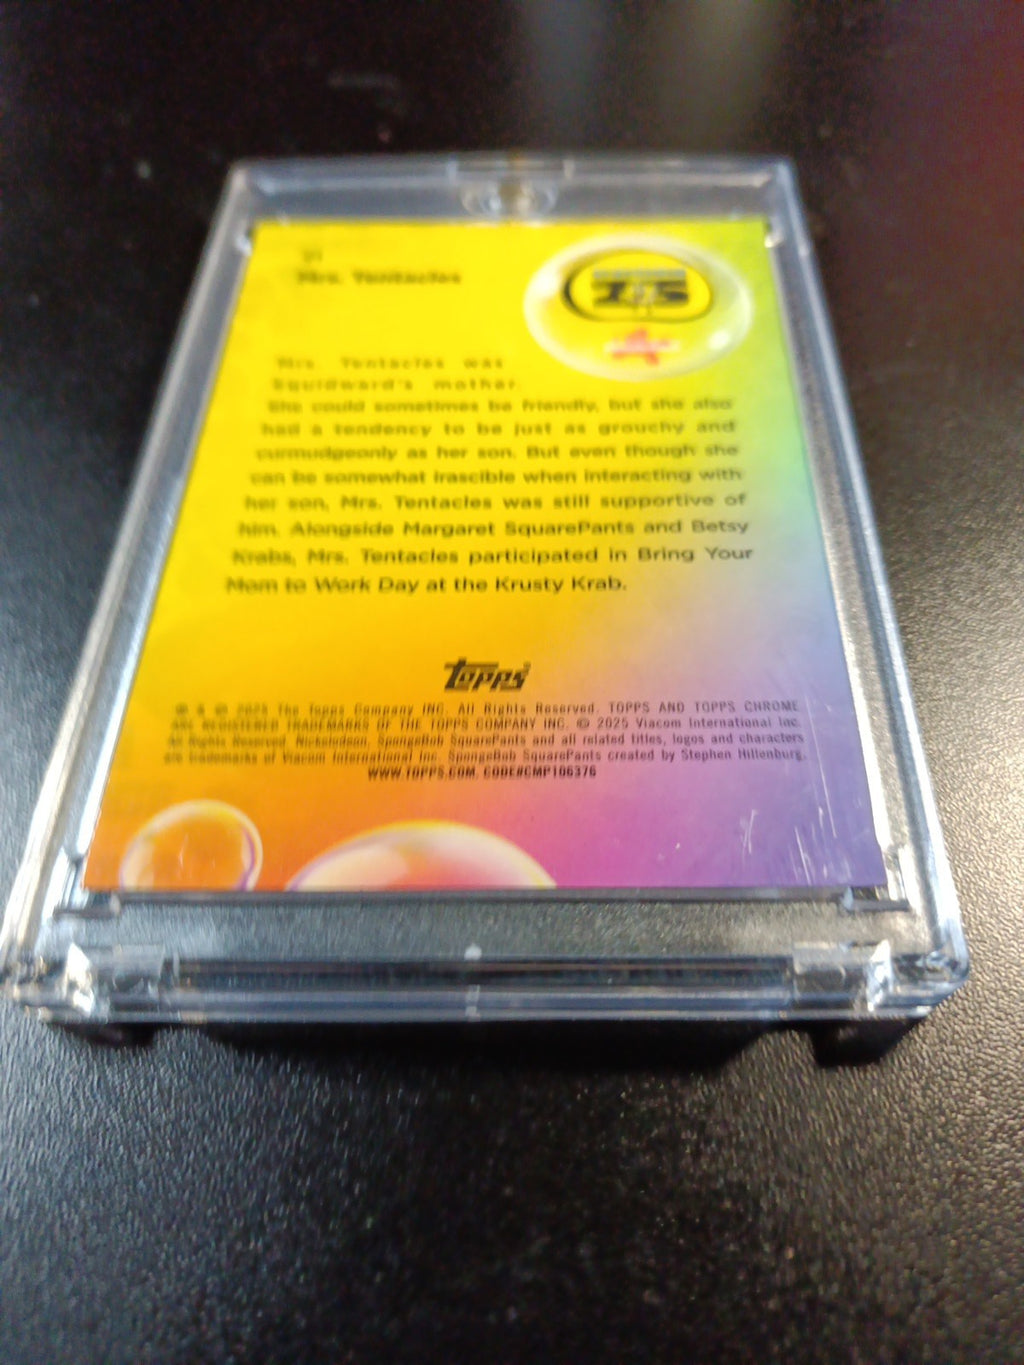 Mrs. Tentacles
Mrs. Tentacles was
Squidward's mother.
She could sometimes be friendly, but she also
had a tendency to be just as grouchy and
curmudgeonly as her son. But even though she
can be somewhat irascible when interacting with
her son, Mrs. Tentacles was still supportive of
him. Alongside Margaret SquarePants and Betsy
Krabs, Mrs. Tentacles participated in Bring Your
Mom to Work Day at the Krusty Krab.
Topps
® & © 2025 The Topps Company INC. All Rights Reserved. TOPPS AND TOPPS CHROME
ARE REGISTERED TRADEMARKS OF THE TOPPS COMPANY INC. © 2025 Viacom International Inc.
All Rights Reserved. Nickelodeon, SpongeBob SquarePants and all related titles, logos and characters
are trademarks of Viacom International Inc. SpongeBob SquarePants created by Stephen Hillenburg.
WWW.TOPPS.COM. CODE#CMP106376